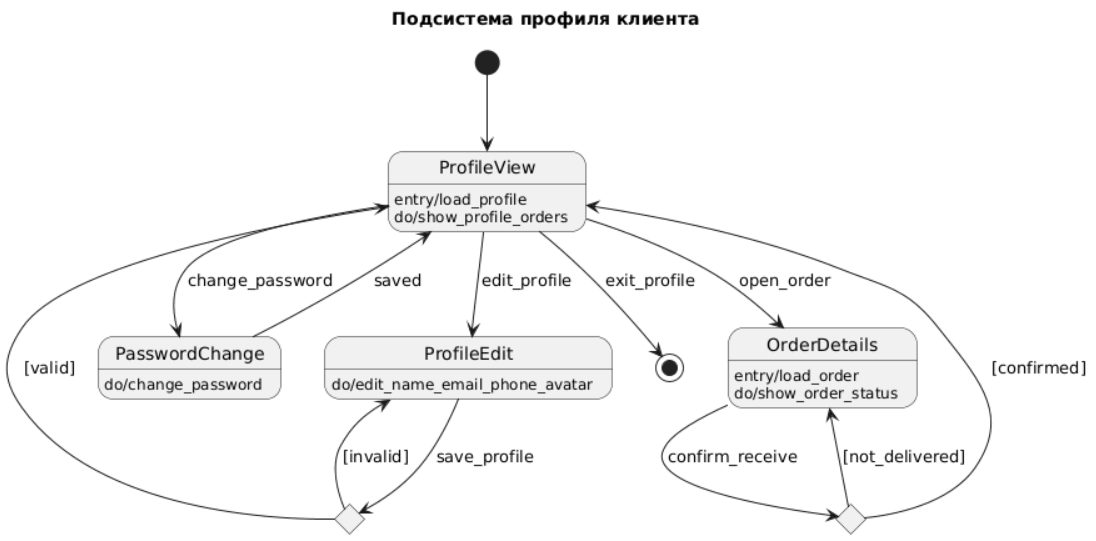 Подсистема профиля клиента
ProfileView
entry/load_profile
do/show_profile_orders
change_password
saved
edit_profile
exit_profile
open_order
PasswordChange
do/change_password
ProfileEdit
do/edit_name_email_phone_avatar
OrderDetails
entry/load_order
do/show_order_status
[valid]
[confirmed]
[invalid]
save_profile
confirm_receive
[not_delivered]